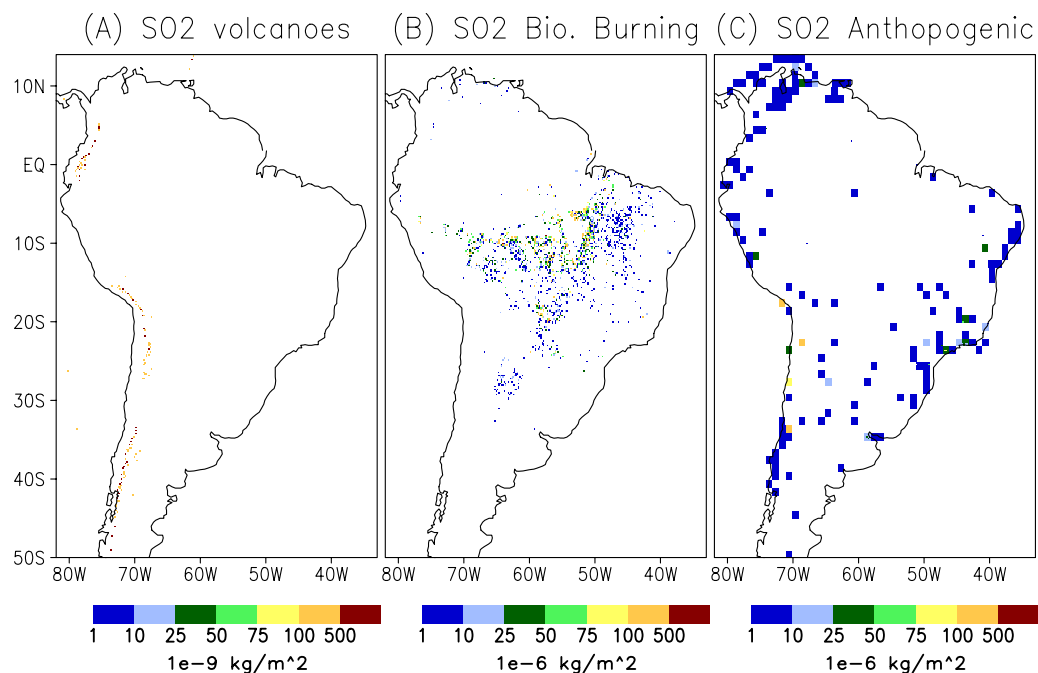 (A) SO2 volcanoes (B) SO2 Bio. Burning (C) SO2 Anthopogenic
10N
EQ
10S
20S
30S
40S
50S
80W 70W 60W 50W 40W 80W 70W 60W 50W 40W 80W 70W 60W 50W 40W
1 10 25 50 75 100 500 1 10 25 50 75 100 500 1 10 25 50 75 100 500
1e-9 kg/m^2 1e-6 kg/m^2 1e-6 kg/m^2